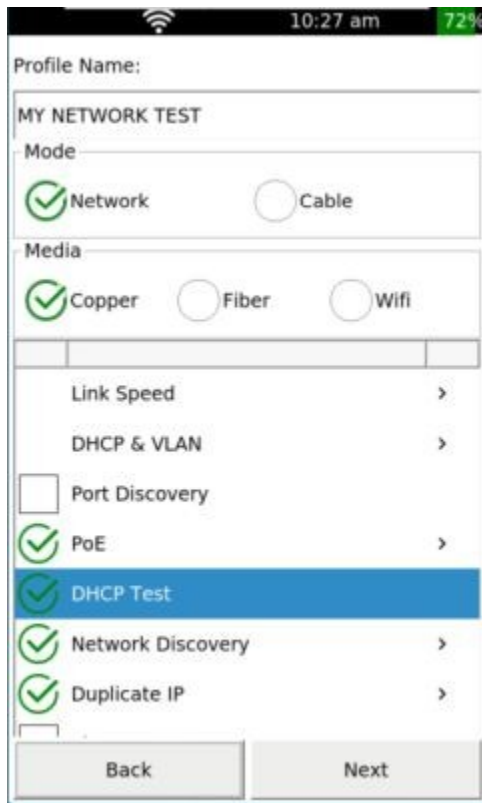 10:27 am 72%
Profile Name:
MY NETWORK TEST
Mode
Network Cable
Media
Copper Fiber Wifi
Link Speed
DHCP & VLAN
Port Discovery
PoE
DHCP Test
Network Discovery
Duplicate IP
Back Next